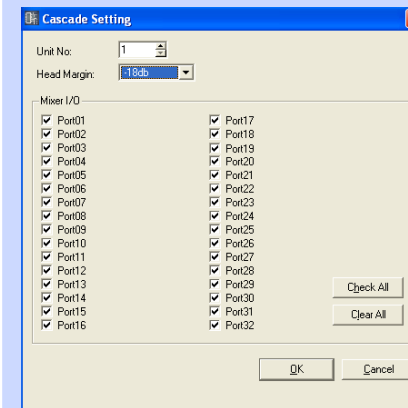 Cascade Setting
Unit No: 1
Head Margin: -18db
Mixer I/O
Port01 Port17
Port02 Port18
Port03 Port19
Port04 Port20
Port05 Port21
Port06 Port22
Port07 Port23
Port08 Port24
Port09 Port25
Port10 Port26
Port11 Port27
Port12 Port28
Port13 Port29
Port14 Port30
Port15 Port31
Port16 Port32
Check All
Clear All
OK Cancel